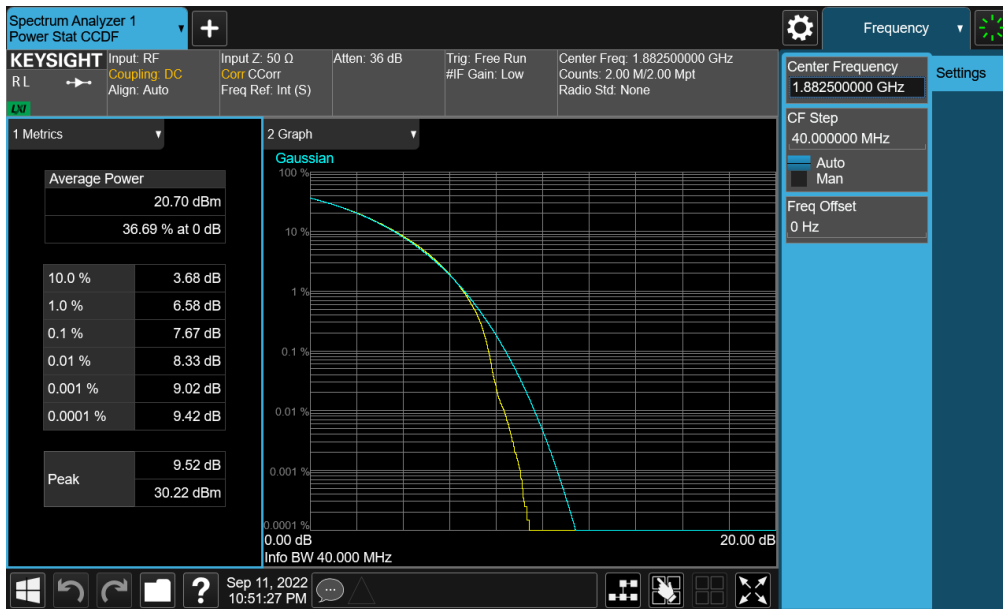 Spectrum Analyzer 1
Power Stat CCDF
Frequency
KEYSIGHT
R L
LXI
Input: RF
Coupling: DC
Align: Auto
Input Z: 50 Ω
Corr CCorr
Freq Ref: Int (S)
Atten: 36 dB
Trig: Free Run
#IF Gain: Low
Center Freq: 1.882500000 GHz
Counts: 2.00 M/2.00 Mpt
Radio Std: None
Center Frequency
1.882500000 GHz
Settings
CF Step
40.000000 MHz
Auto
Man
Freq Offset
0 Hz
1 Metrics
Average Power
20.70 dBm
36.69 % at 0 dB
10.0 % 3.68 dB
1.0 % 6.58 dB
0.1 % 7.67 dB
0.01 % 8.33 dB
0.001 % 9.02 dB
0.0001 % 9.42 dB
Peak
9.52 dB
30.22 dBm
2 Graph
Gaussian
100 %
10 %
1 %
0.1 %
0.01 %
0.001 %
0.0001 %
0.00 dB 20.00 dB
Info BW 40.000 MHz
?
Sep 11, 2022
10:51:27 PM